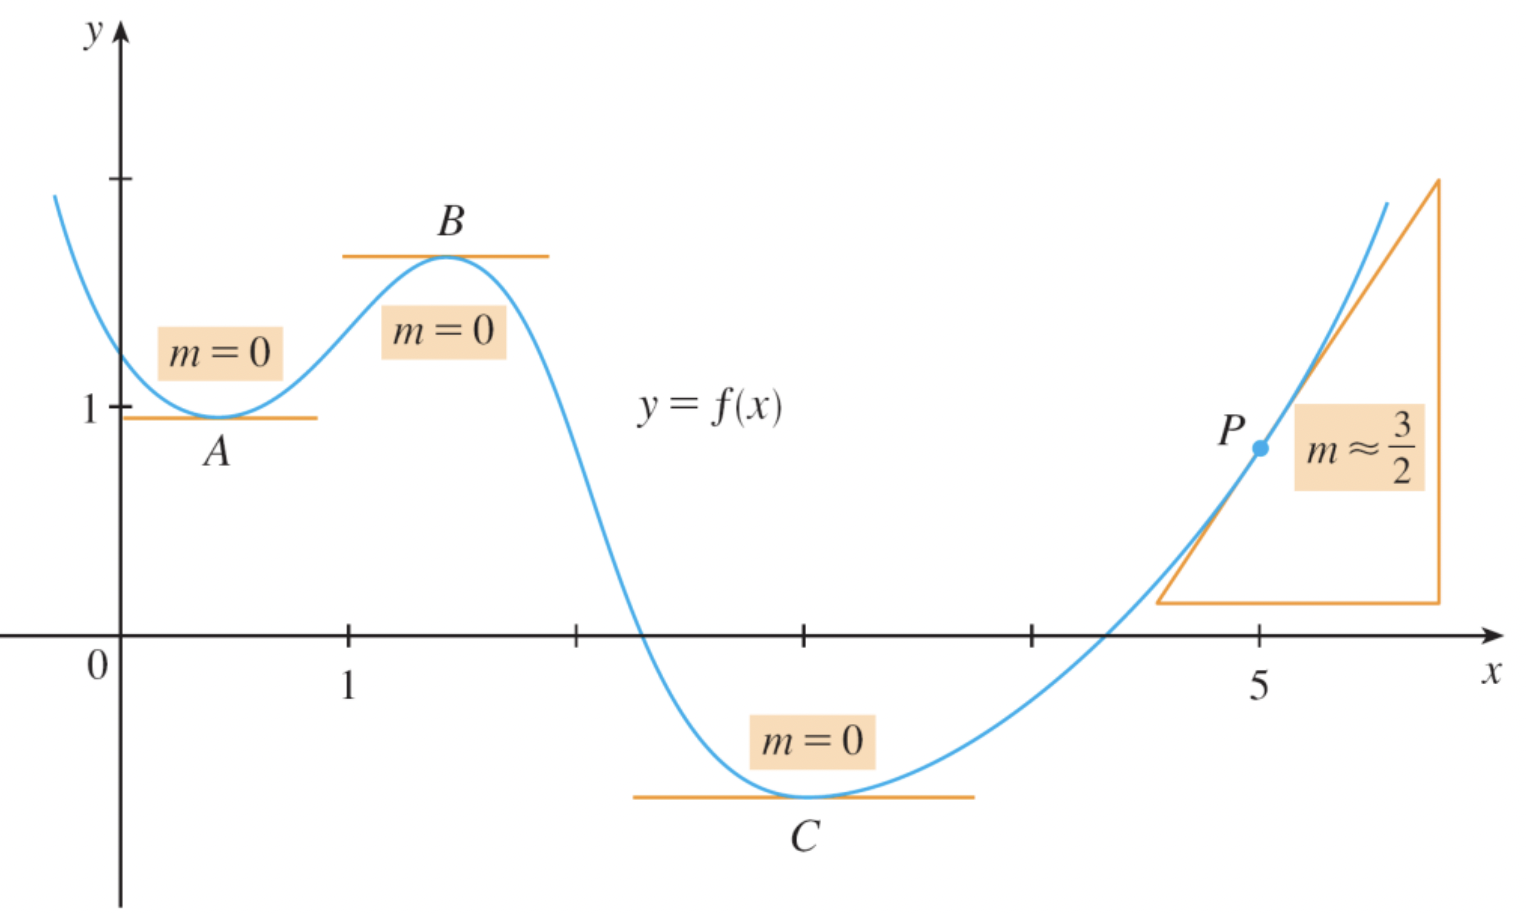 y
B
m = 0
m = 0
1
A
y = f(x)
P
m ≈ 3/2
0
1
5
x
m = 0
C